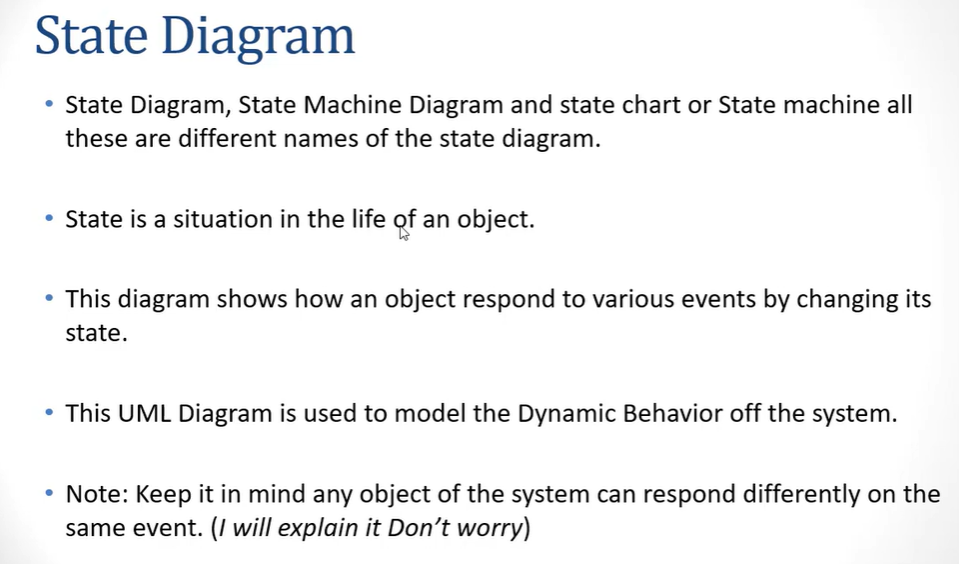 State Diagram
• State Diagram, State Machine Diagram and state chart or State machine all
these are different names of the state diagram.
• State is a situation in the life of an object.
• This diagram shows how an object respond to various events by changing its
state.
• This UML Diagram is used to model the Dynamic Behavior off the system.
• Note: Keep it in mind any object of the system can respond differently on the
same event. (I will explain it Don't worry)